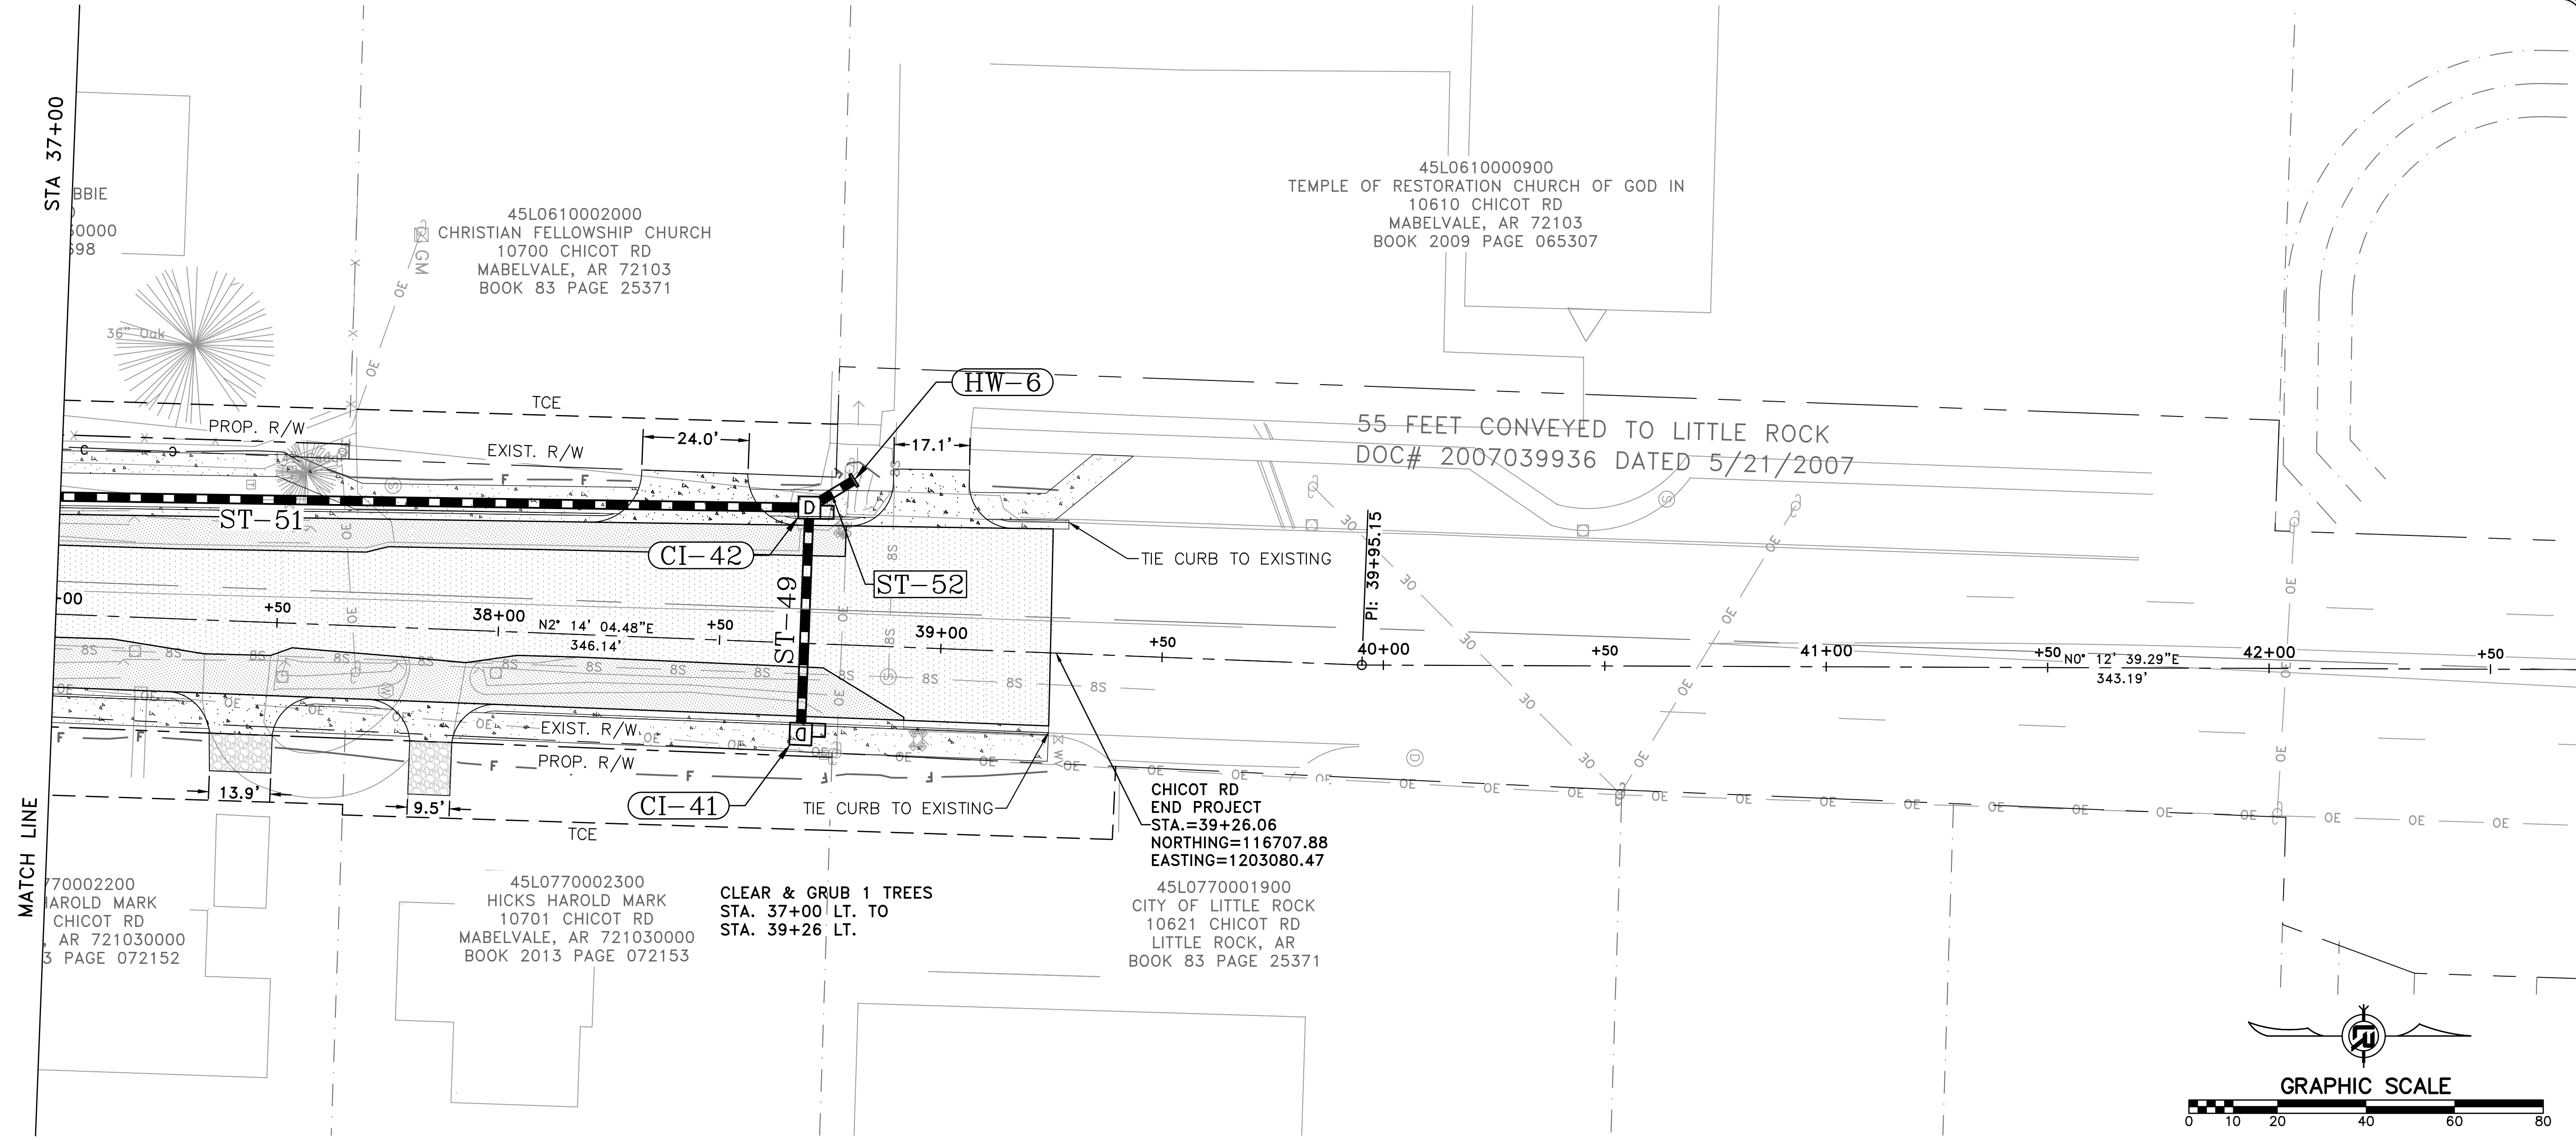 STA 37+00
MATCH LINE
BBIE
50000
598
36" Oak
GM
45L0610002000
CHRISTIAN FELLOWSHIP CHURCH
10700 CHICOT RD
MABELVALE, AR 72103
BOOK 83 PAGE 25371
45L0610000900
TEMPLE OF RESTORATION CHURCH OF GOD IN
10610 CHICOT RD
MABELVALE, AR 72103
BOOK 2009 PAGE 065307
HW-6
TCE
PROP. R/W
EXIST. R/W
24.0'
17.1'
55 FEET CONVEYED TO LITTLE ROCK
DOC# 2007039936 DATED 5/21/2007
ST-51
CI-42
ST-52
ST-49
TIE CURB TO EXISTING
PI: 39+95.15
-00
+50
38+00
N2° 14' 04.48"E
346.14'
+50
39+00
+50
40+00
+50
41+00
+50
N0° 12' 39.29"E
343.19'
42+00
+50
EXIST. R/W
PROP. R/W
13.9'
9.5'
CI-41
TIE CURB TO EXISTING
WV
TCE
CHICOT RD
END PROJECT
STA.=39+26.06
NORTHING=116707.88
EASTING=1203080.47
770002200
HAROLD MARK
CHICOT RD
, AR 721030000
3 PAGE 072152
45L0770002300
HICKS HAROLD MARK
10701 CHICOT RD
MABELVALE, AR 721030000
BOOK 2013 PAGE 072153
CLEAR & GRUB 1 TREES
STA. 37+00 LT. TO
STA. 39+26 LT.
45L0770001900
CITY OF LITTLE ROCK
10621 CHICOT RD
LITTLE ROCK, AR
BOOK 83 PAGE 25371
GRAPHIC SCALE
0 10 20 40 60 80